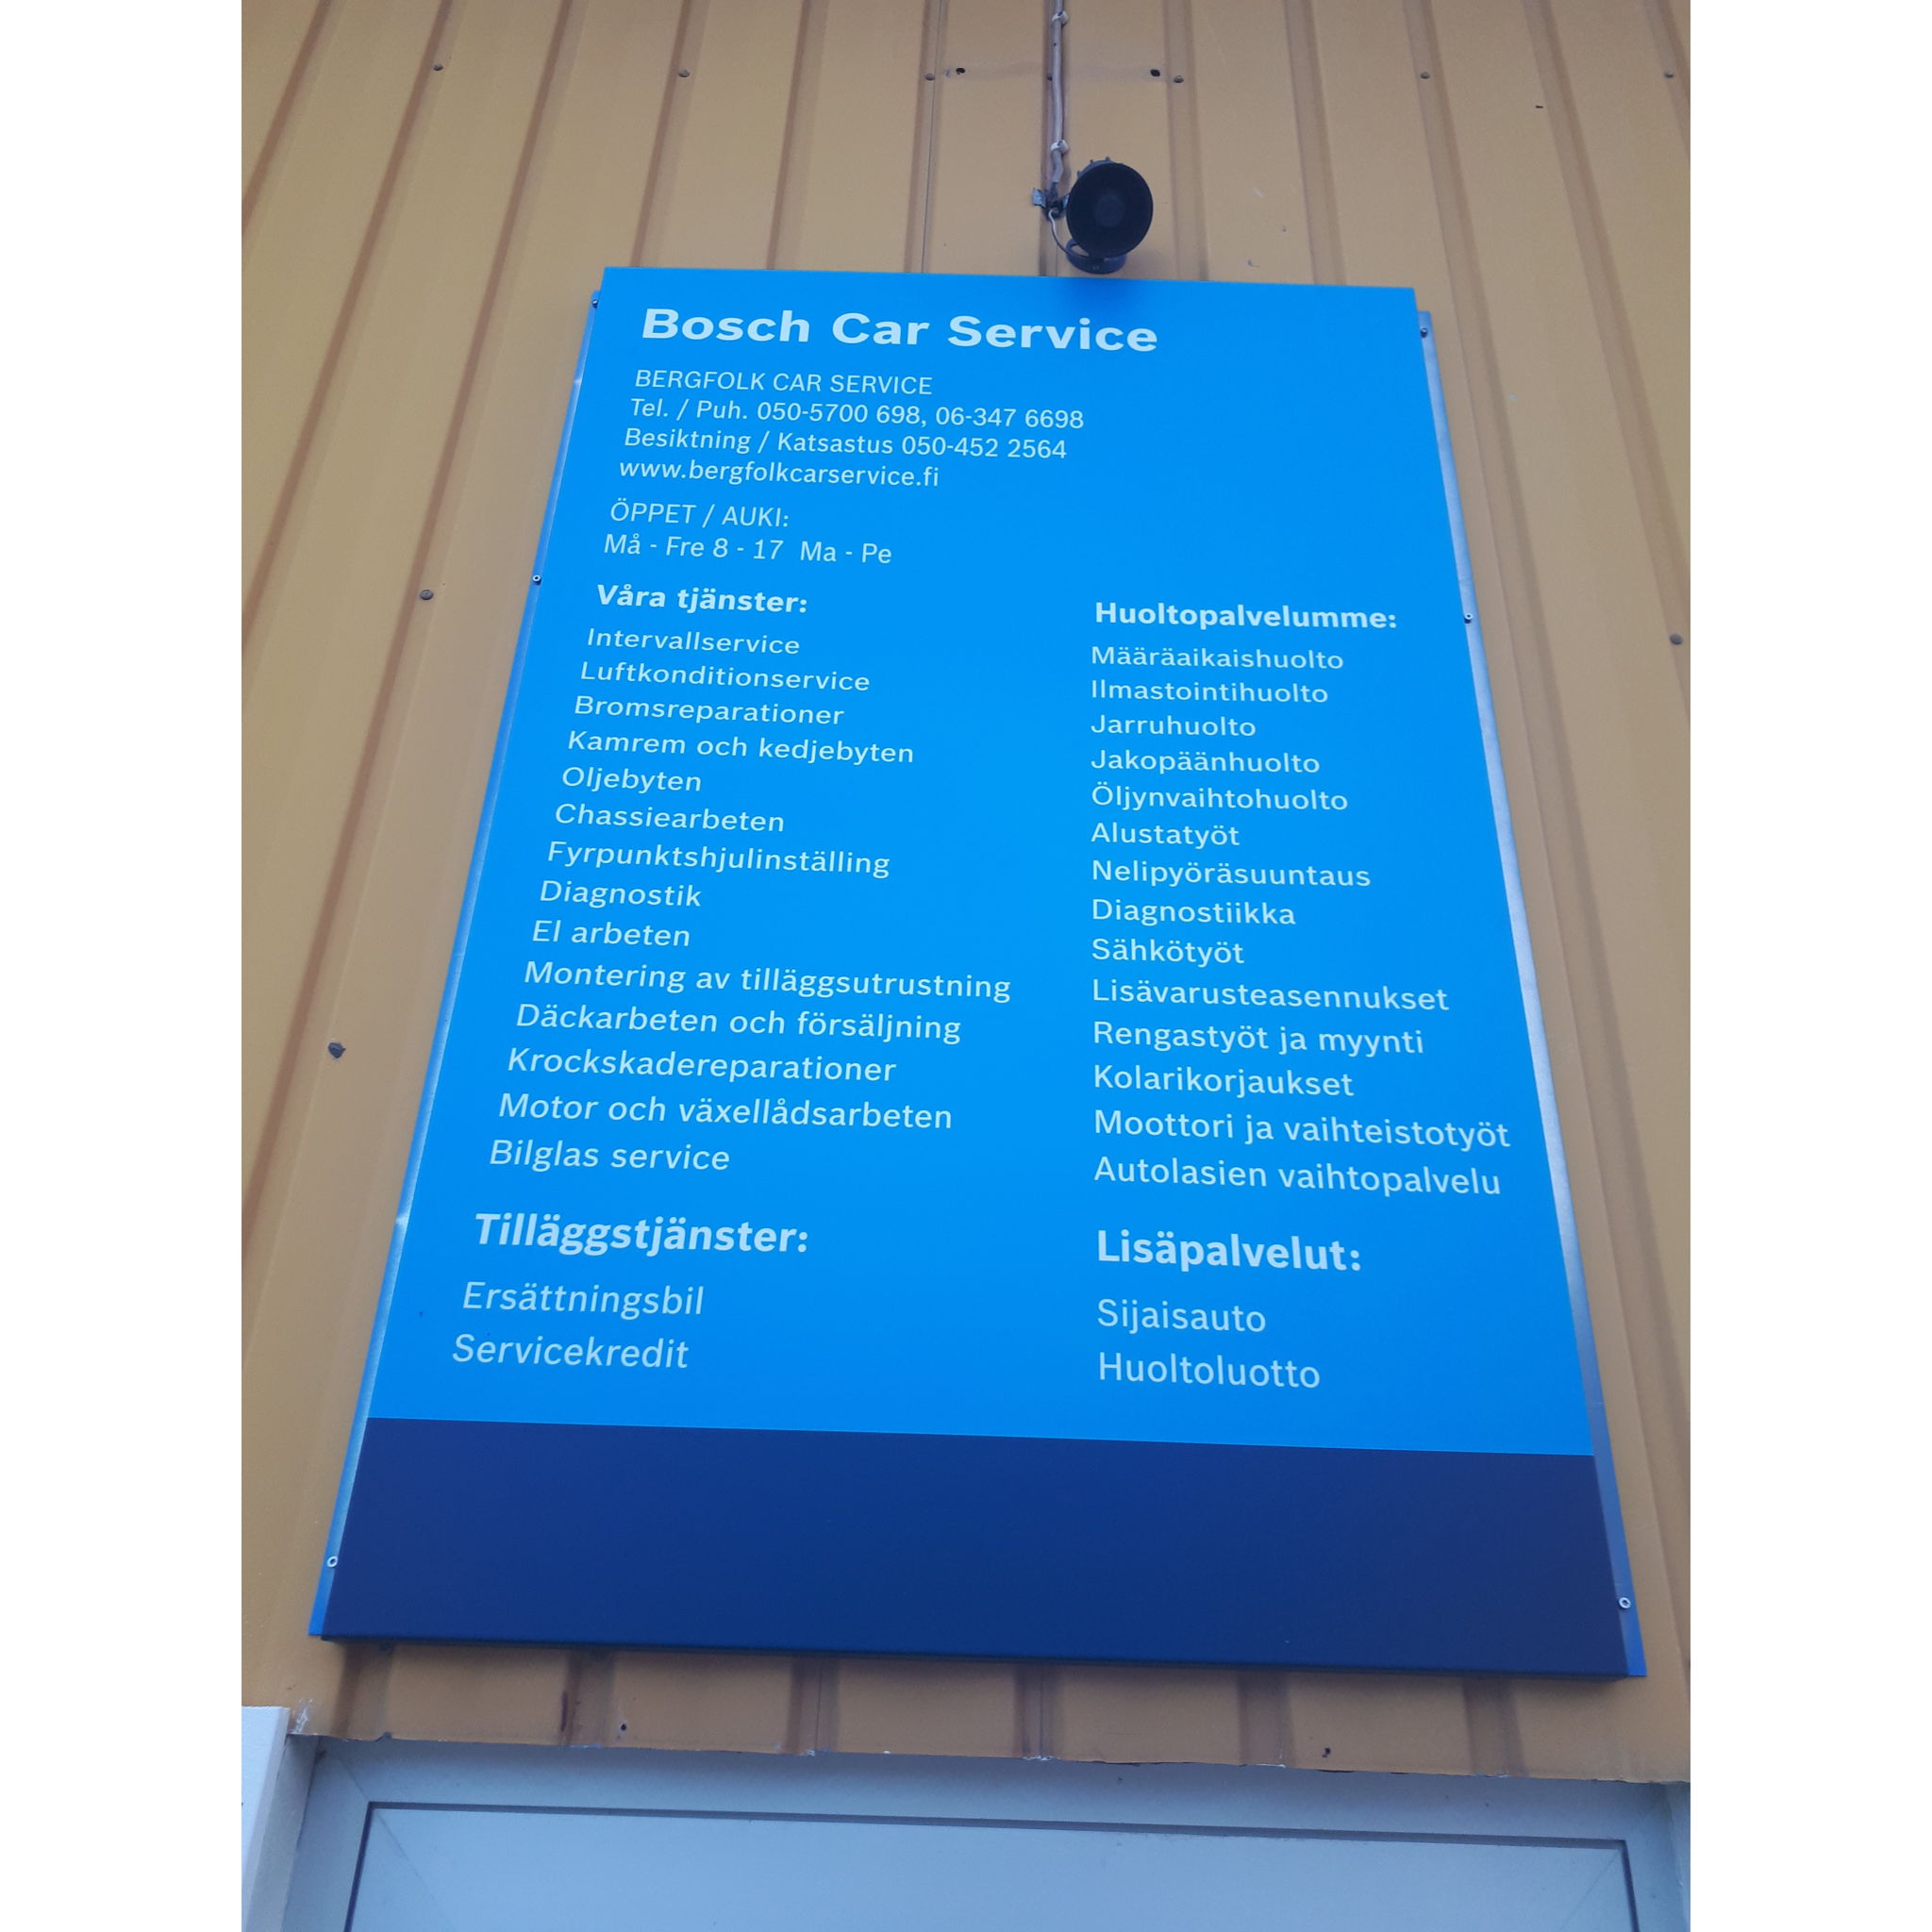 Bosch Car Service
BERGFOLK CAR SERVICE
Tel. / Puh. 050-5700 698, 06-347 6698
Besiktning / Katsastus 050-452 2564
www.bergfolkcarservice.fi
ÖPPET / AUKI:
Må - Fre 8 - 17 Ma - Pe
Våra tjänster:
Intervallservice
Luftkonditionservice
Bromsreparationer
Kamrem och kedjebyten
Oljebyten
Chassiearbeten
Fyrpunktshjulinställing
Diagnostik
El arbeten
Montering av tilläggsutrustning
Däckarbeten och försäljning
Krockskadereparationer
Motor och växellådsarbeten
Bilglas service
Tilläggstjänster:
Ersättningsbil
Servicekredit
Huoltopalvelumme:
Määräaikaishuolto
Ilmastointihuolto
Jarruhuolto
Jakopäänhuolto
Öljynvaihtohuolto
Alustatyöt
Nelipyöräsuuntaus
Diagnostiikka
Sähkötyöt
Lisävarusteasennukset
Rengastyöt ja myynti
Kolarikorjaukset
Moottori ja vaihteistotyöt
Autolasien vaihtopalvelu
Lisäpalvelut:
Sijaisauto
Huoltoluotto